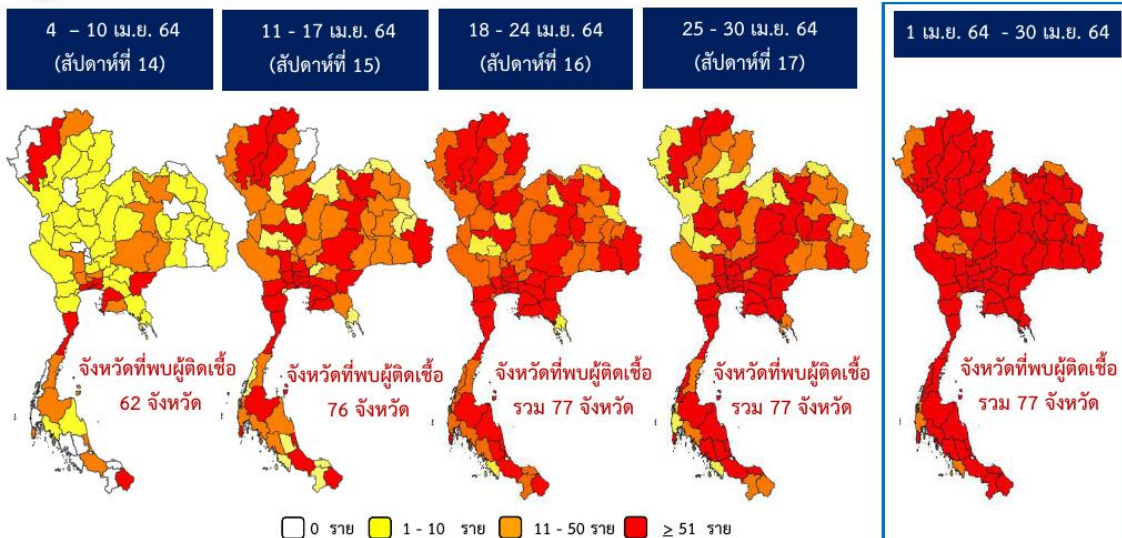 4 – 10 เม.ย. 64
(สัปดาห์ที่ 14)
11 - 17 เม.ย. 64
(สัปดาห์ที่ 15)
18 - 24 เม.ย. 64
(สัปดาห์ที่ 16)
25 - 30 เม.ย. 64
(สัปดาห์ที่ 17)
1 เม.ย. 64 - 30 เม.ย. 64
จังหวัดที่พบผู้ติดเชื้อ
62 จังหวัด
จังหวัดที่พบผู้ติดเชื้อ
76 จังหวัด
จังหวัดที่พบผู้ติดเชื้อ
รวม 77 จังหวัด
จังหวัดที่พบผู้ติดเชื้อ
รวม 77 จังหวัด
จังหวัดที่พบผู้ติดเชื้อ
รวม 77 จังหวัด
0 ราย 1 - 10 ราย 11 - 50 ราย ≥ 51 ราย